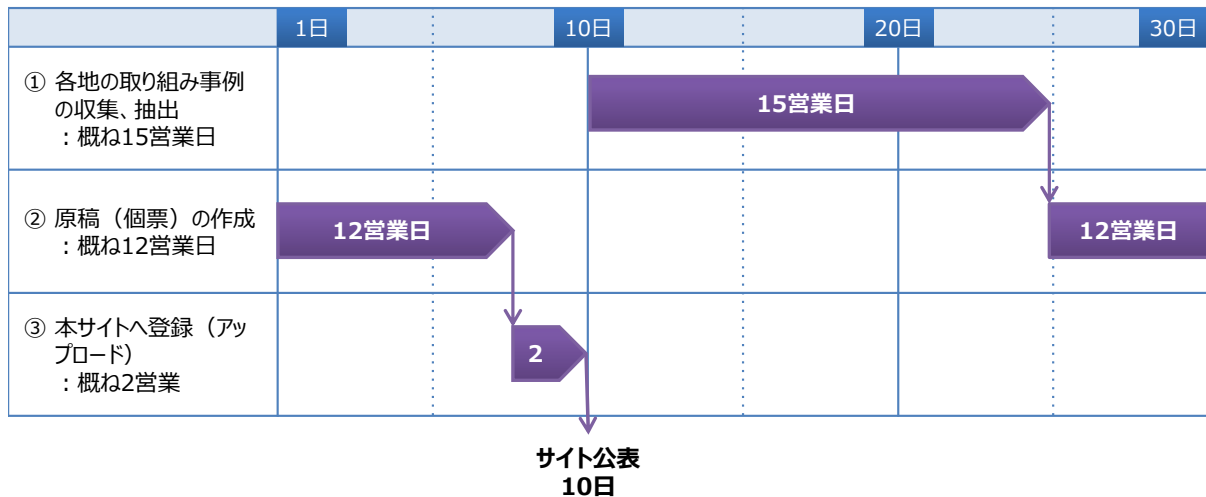 1日
10日
20日
30日
① 各地の取り組み事例
の収集、抽出
：概ね15営業日
15営業日
② 原稿（個票）の作成
：概ね12営業日
12営業日
12営業日
③ 本サイトへ登録（アッ
プロード）
：概ね2営業
2
サイト公表
10日